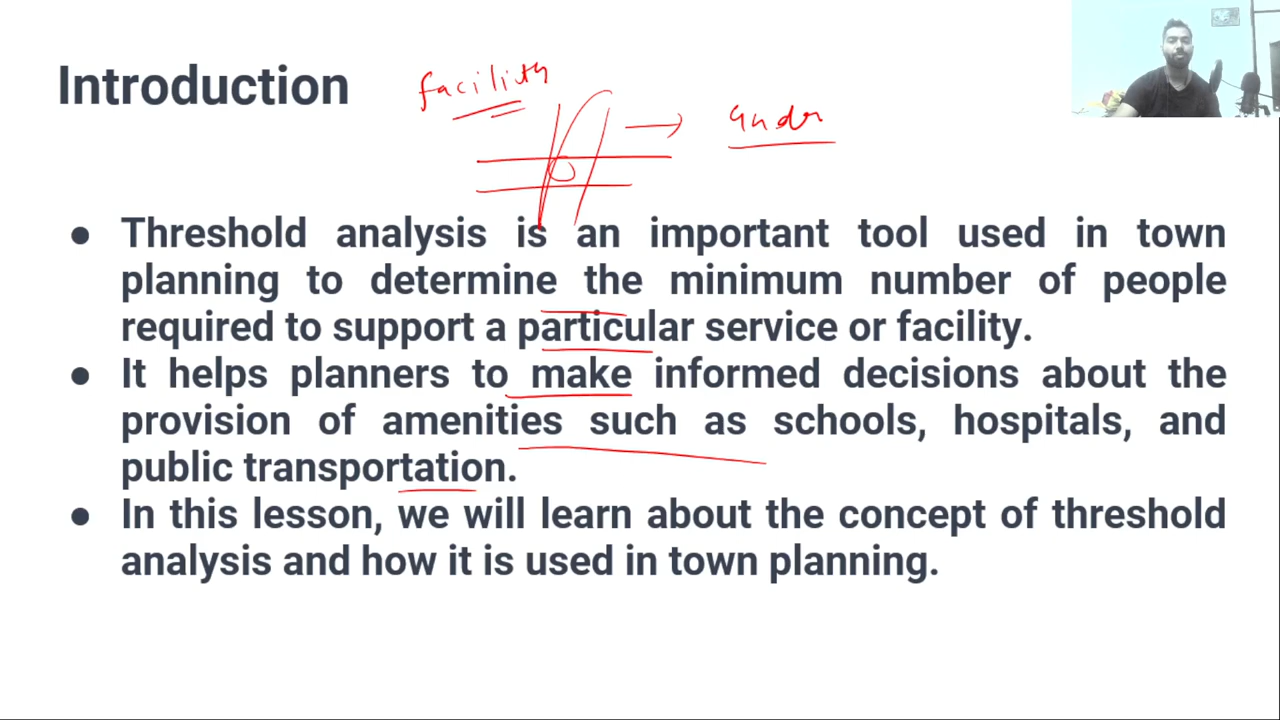 Introduction
facility
under
● Threshold analysis is an important tool used in town
planning to determine the minimum number of people
required to support a particular service or facility.
● It helps planners to make informed decisions about the
provision of amenities such as schools, hospitals, and
public transportation.
● In this lesson, we will learn about the concept of threshold
analysis and how it is used in town planning.